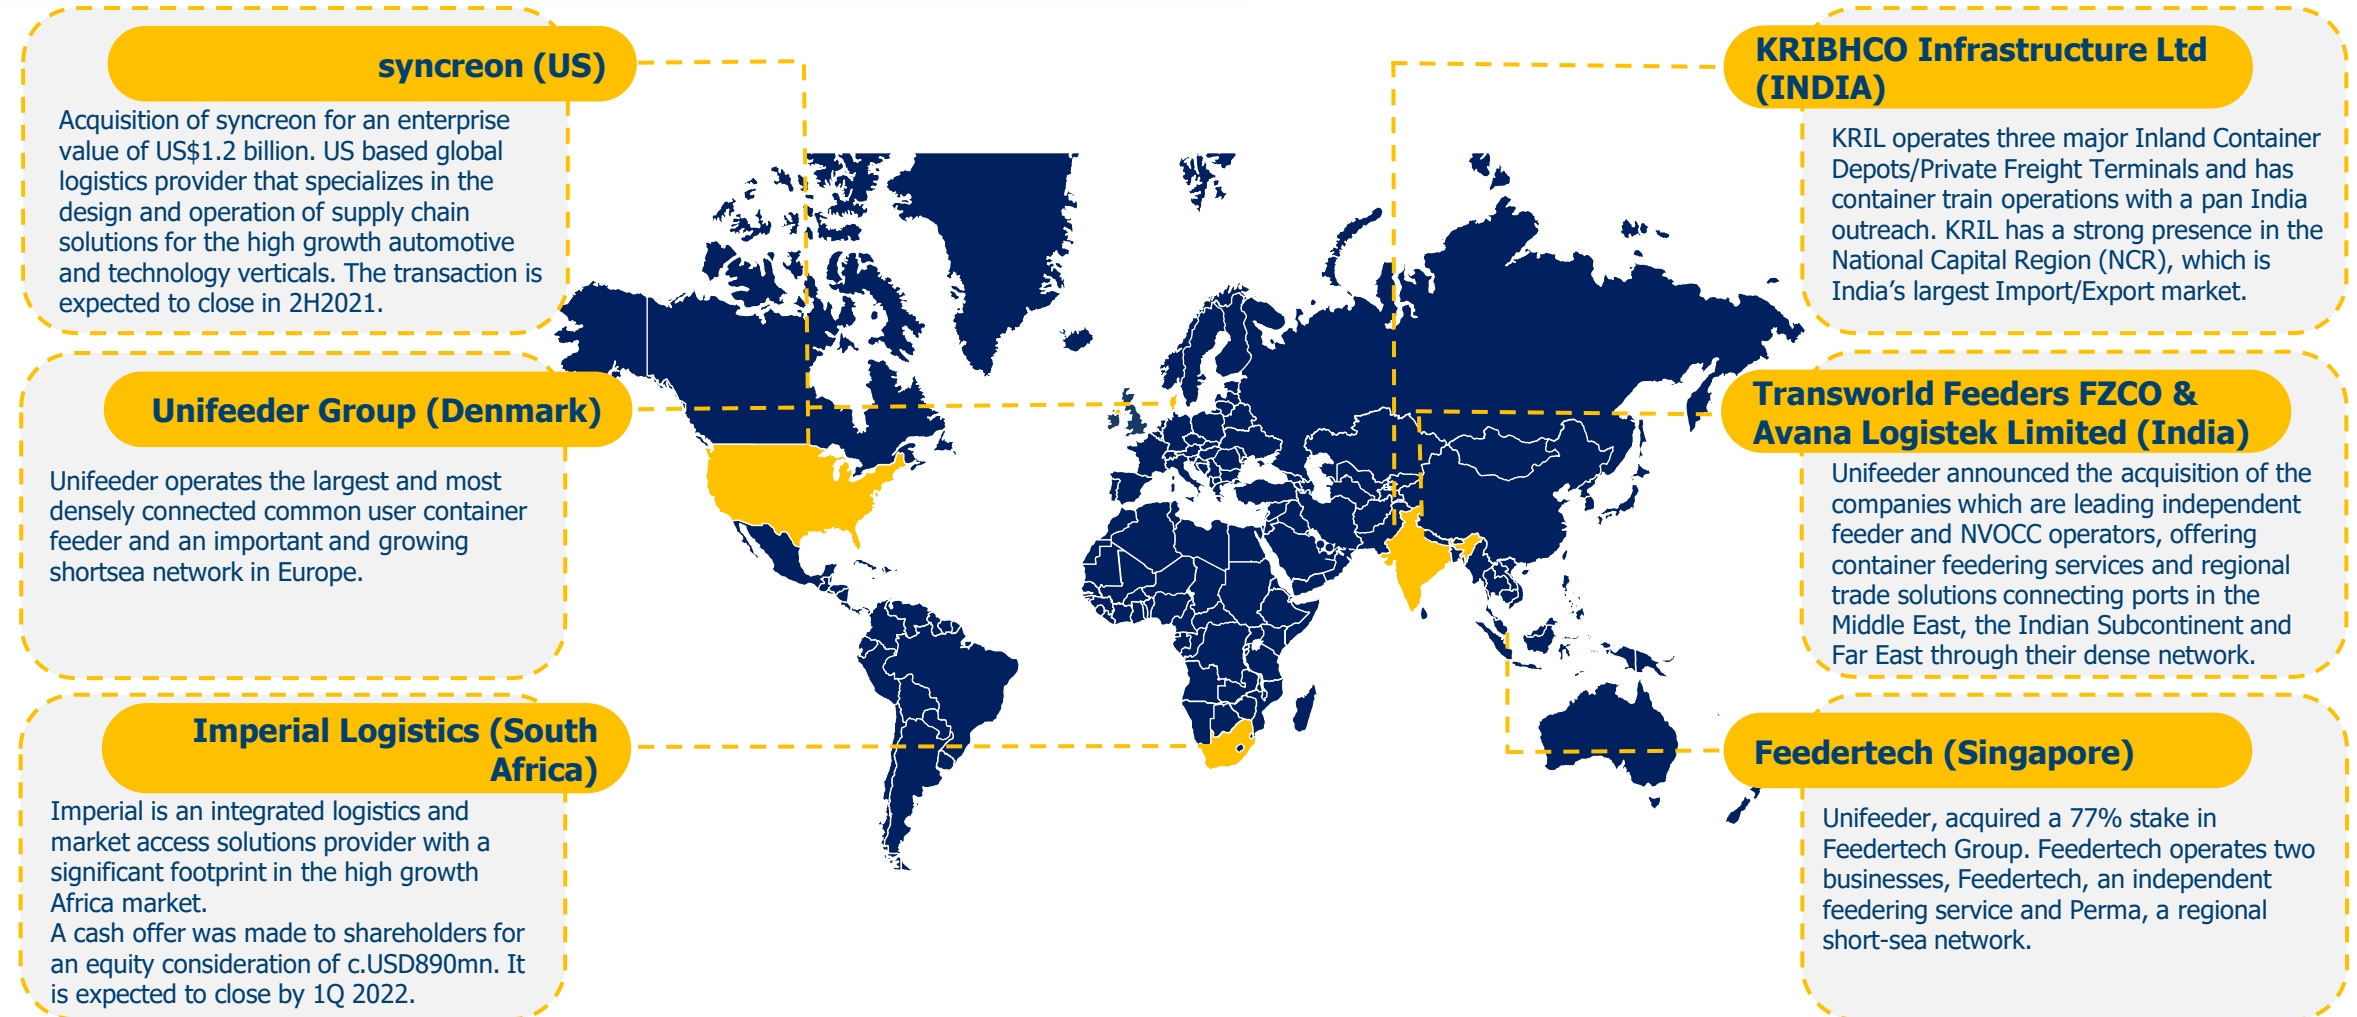 syncreon (US)
Acquisition of syncreon for an enterprise
value of US$1.2 billion. US based global
logistics provider that specializes in the
design and operation of supply chain
solutions for the high growth automotive
and technology verticals. The transaction is
expected to close in 2H2021.
Unifeeder Group (Denmark)
Unifeeder operates the largest and most
densely connected common user container
feeder and an important and growing
shortsea network in Europe.
Imperial Logistics (South
Africa)
Imperial is an integrated logistics and
market access solutions provider with a
significant footprint in the high growth
Africa market.
A cash offer was made to shareholders for
an equity consideration of c.USD890mn. It
is expected to close by 1Q 2022.
KRIBHCO Infrastructure Ltd
(INDIA)
KRIL operates three major Inland Container
Depots/Private Freight Terminals and has
container train operations with a pan India
outreach. KRIL has a strong presence in the
National Capital Region (NCR), which is
India’s largest Import/Export market.
Transworld Feeders FZCO &
Avana Logistek Limited (India)
Unifeeder announced the acquisition of the
companies which are leading independent
feeder and NVOCC operators, offering
container feedering services and regional
trade solutions connecting ports in the
Middle East, the Indian Subcontinent and
Far East through their dense network.
Feedertech (Singapore)
Unifeeder, acquired a 77% stake in
Feedertech Group. Feedertech operates two
businesses, Feedertech, an independent
feedering service and Perma, a regional
short-sea network.